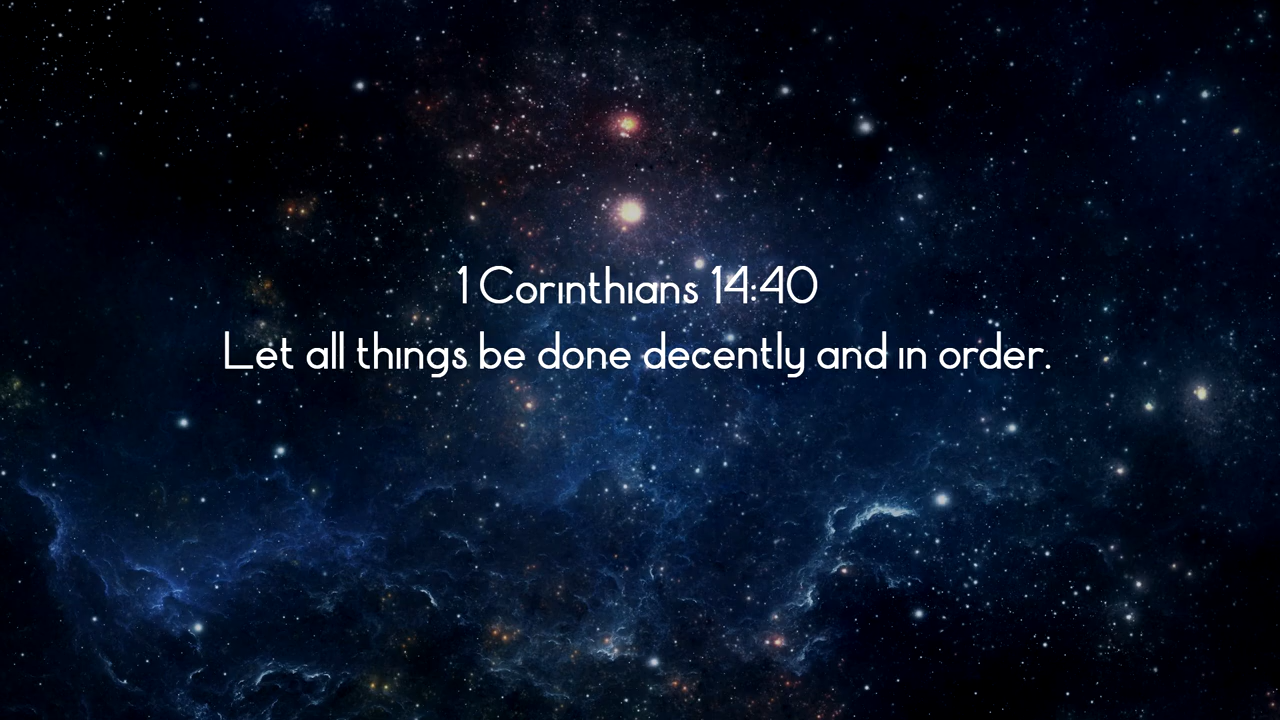 1 Corinthians 14:40
Let all things be done decently and in order.